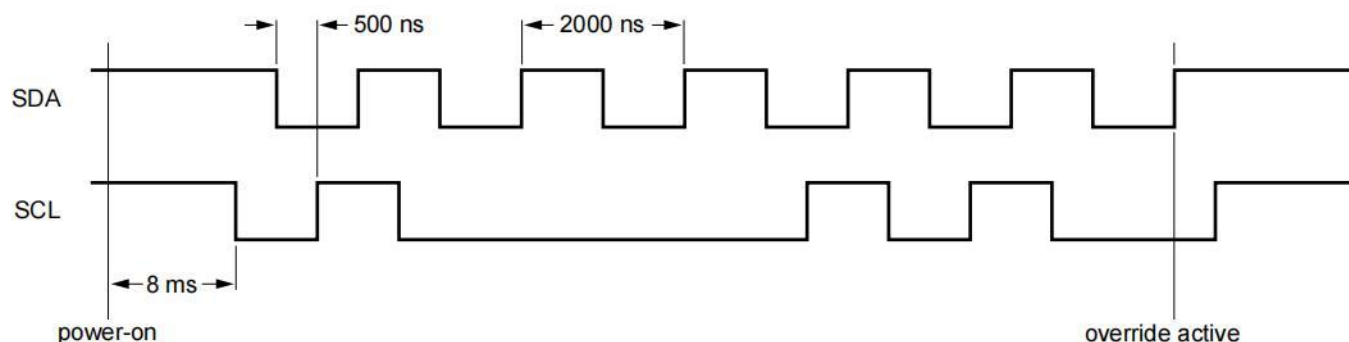 500 ns
2000 ns
SDA
SCL
8 ms
power-on
override active